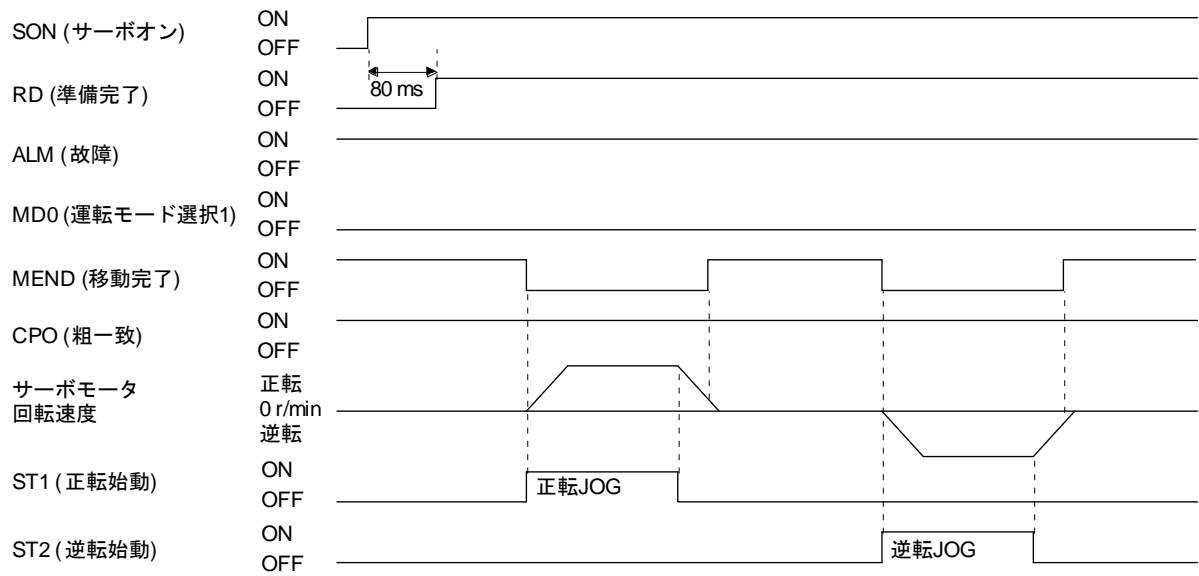 SON (サーボオン)
ON
OFF
80 ms
RD (準備完了)
ON
OFF
ALM (故障)
ON
OFF
MD0 (運転モード選択1)
ON
OFF
MEND (移動完了)
ON
OFF
CPO (粗一致)
ON
OFF
サーボモータ
回転速度
正転
0 r/min
逆転
ST1 (正転始動)
ON
OFF
正転JOG
ST2 (逆転始動)
ON
OFF
逆転JOG